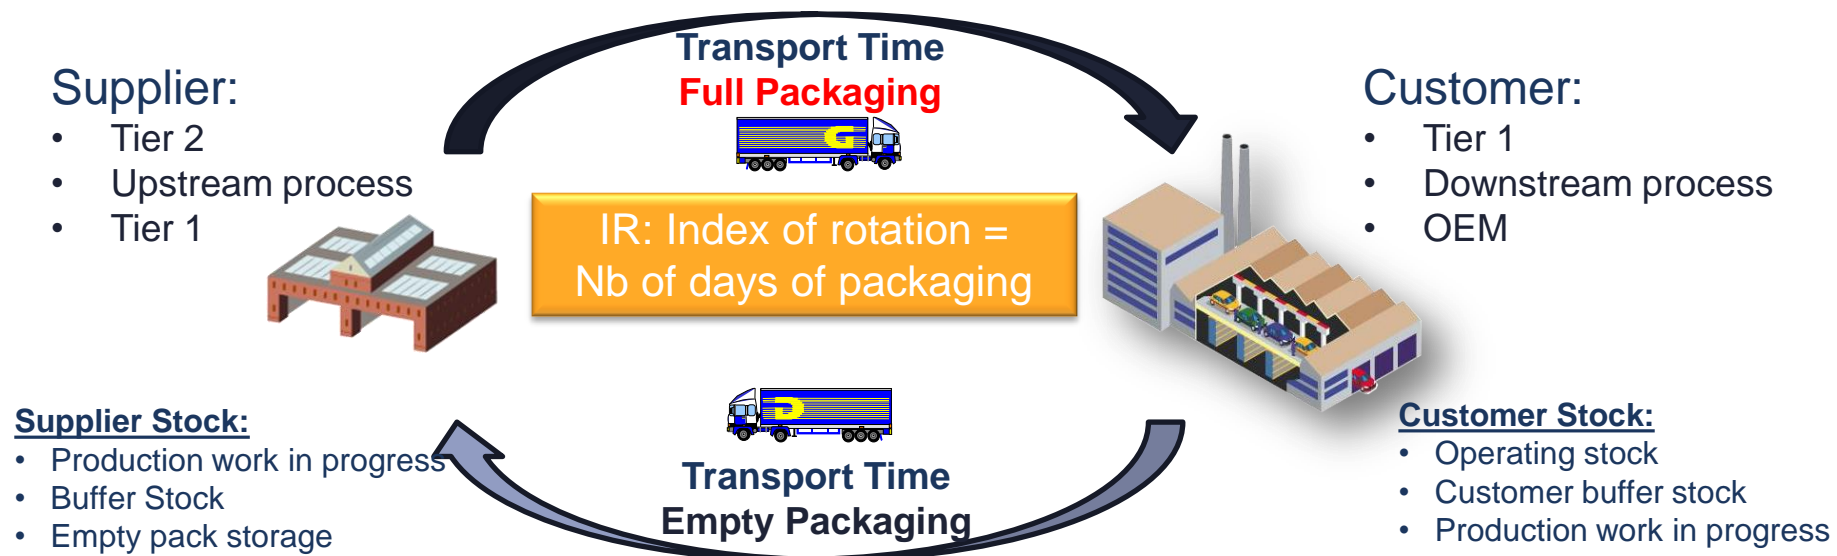 Transport Time
Full Packaging
Supplier:
• Tier 2
• Upstream process
• Tier 1
G
IR: Index of rotation =
Nb of days of packaging
Customer:
• Tier 1
• Downstream process
• OEM
Supplier Stock:
• Production work in progress
• Buffer Stock
• Empty pack storage
Transport Time
Empty Packaging
Customer Stock:
• Operating stock
• Customer buffer stock
• Production work in progress